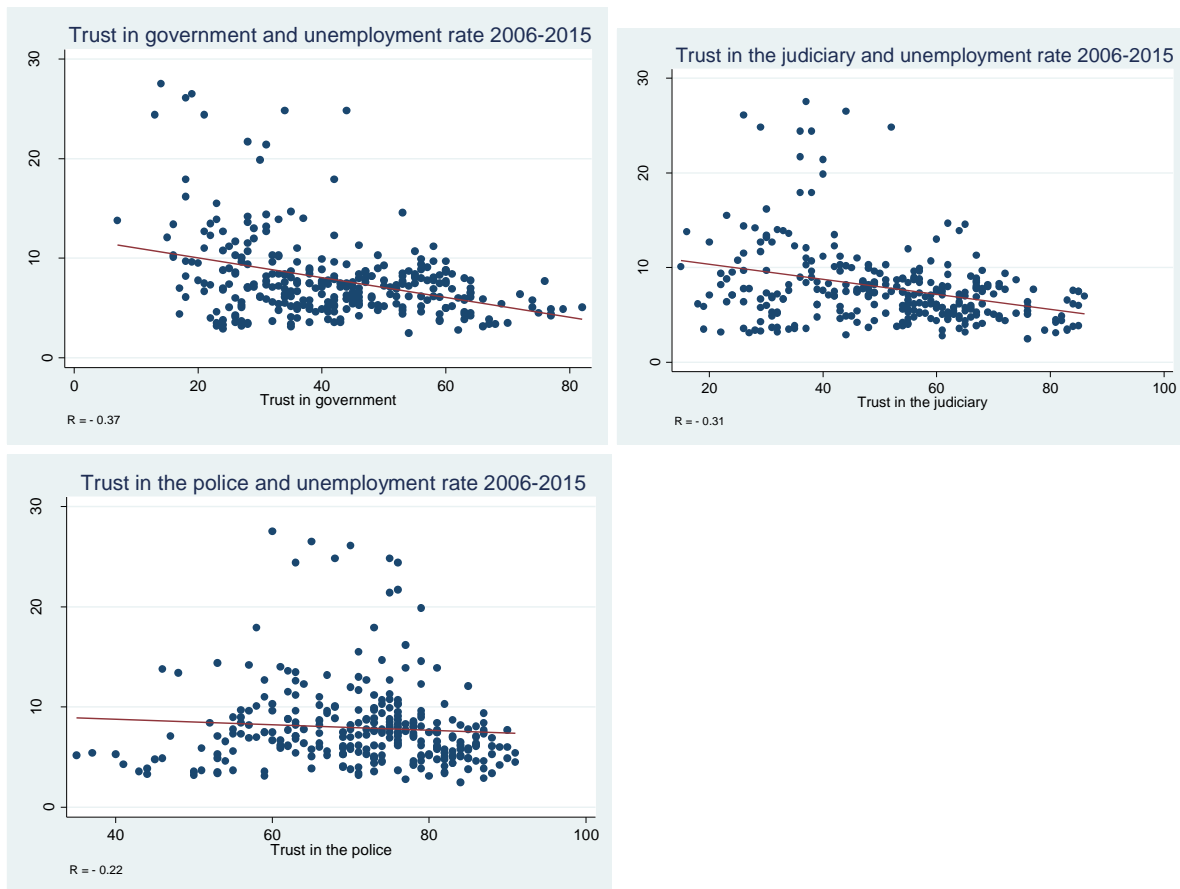 Trust in government and unemployment rate 2006-2015
30
20
10
0
0 20 40 60 80
Trust in government
R = - 0.37
Trust in the judiciary and unemployment rate 2006-2015
30
20
10
0
20 40 60 80 100
Trust in the judiciary
R = - 0.31
Trust in the police and unemployment rate 2006-2015
30
20
10
0
40 60 80 100
Trust in the police
R = - 0.22